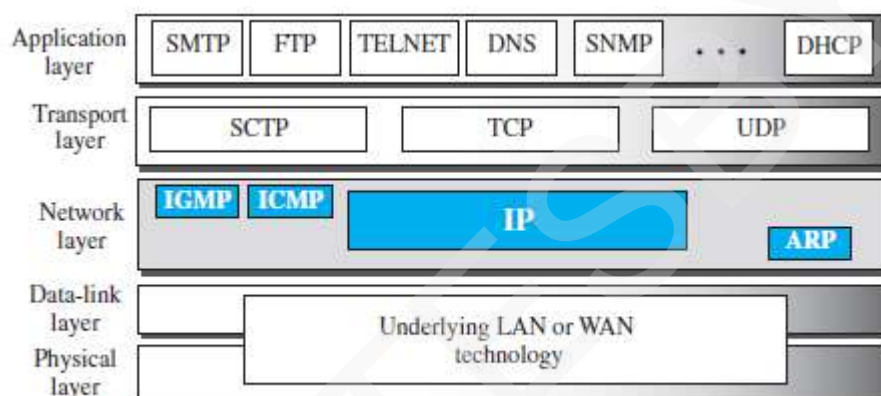 Application layer
SMTP FTP TELNET DNS SNMP . . . DHCP
Transport layer
SCTP TCP UDP
Network layer
IGMP ICMP IP ARP
Data-link layer
Underlying LAN or WAN technology
Physical layer